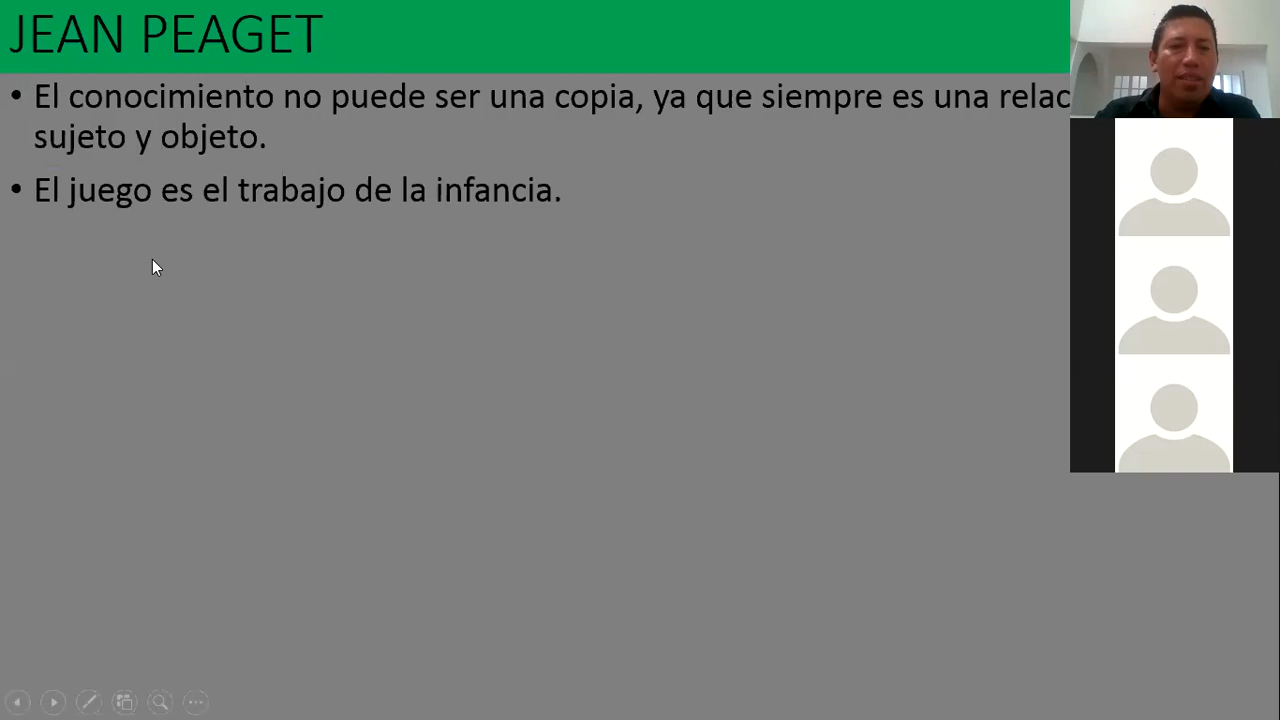 JEAN PEAGET
• El conocimiento no puede ser una copia, ya que siempre es una
sujeto y objeto.
• El juego es el trabajo de la infancia.